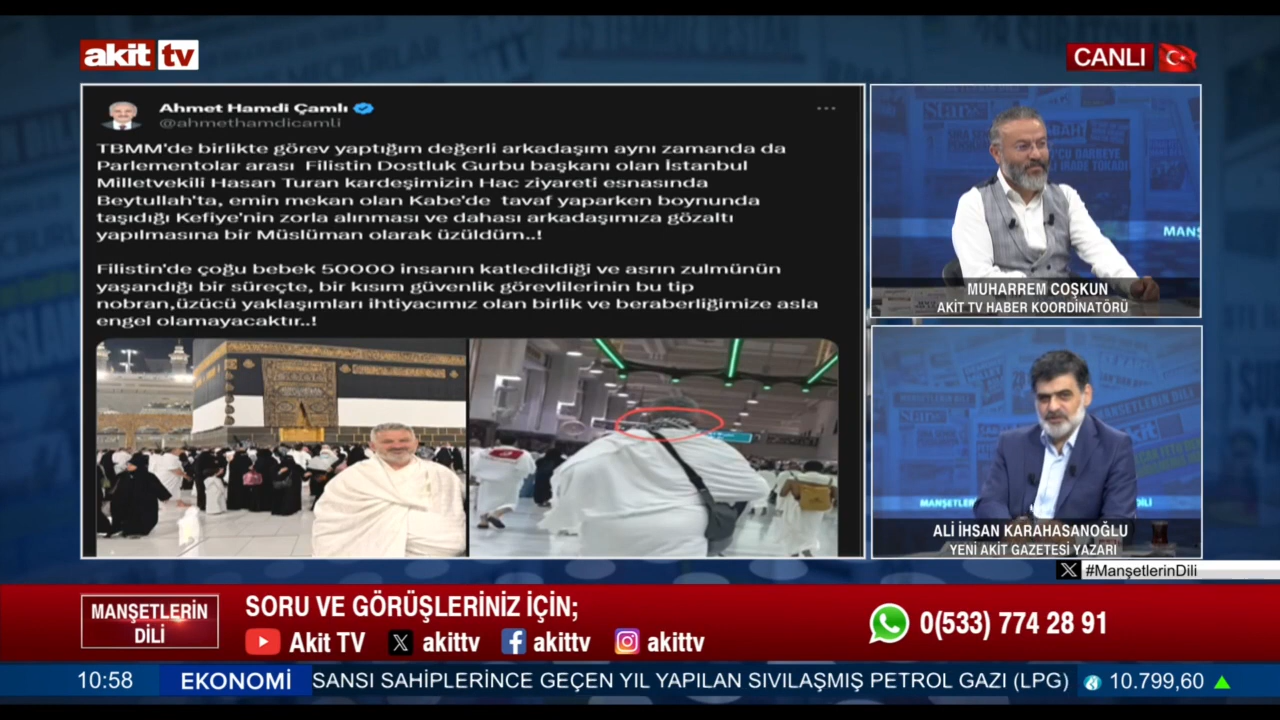 akit tv
CANLI
Ahmet Hamdi Çamlı
@ahmethamdicamli
TBMM'de birlikte görev yaptığım değerli arkadaşım aynı zamanda da
Parlementolar arası Filistin Dostluk Gurbu başkanı olan İstanbul
Milletvekili Hasan Turan kardeşimizin Hac ziyareti esnasında
Beytullah'ta, emin mekan olan Kabe'de tavaf yaparken boynunda
taşıdığı Kefiye'nin zorla alınması ve dahası arkadaşımıza gözaltı
yapılmasına bir Müslüman olarak üzüldüm..!
Filistin'de çoğu bebek 50000 insanın katledildiği ve asrın zulmünün
yaşandığı bir süreçte, bir kısım güvenlik görevlilerinin bu tip
nobran,üzücü yaklaşımları ihtiyacımız olan birlik ve beraberliğimize asla
engel olamayacaktır..!
MANŞ
MUHARREM COŞKUN
AKİT TV HABER KOORDİNATÖRÜ
MANŞETLERİN DİLİ
MANŞETLER
DİLİ
ALİ İHSAN KARAHASANOĞLU
YENİ AKİT GAZETESİ YAZARI
#ManşetlerinDili
MANŞETLERİN
DİLİ
SORU VE GÖRÜŞLERİNİZ İÇİN;
Akit TV akittv akittv akittv
0(533) 774 28 91
10:58 EKONOMİ SANSI SAHİPLERİNCE GEÇEN YIL YAPILAN SIVILAŞMIŞ PETROL GAZI (LPG) 10.799,60